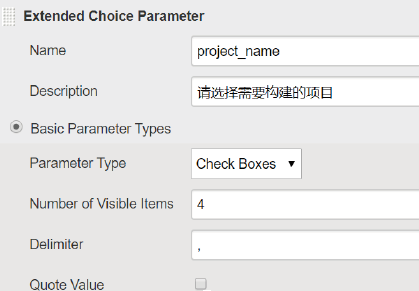 Extended Choice Parameter
Name project_name
Description 请选择需要构建的项目
Basic Parameter Types
Parameter Type Check Boxes
Number of Visible Items 4
Delimiter ,
Quote Value